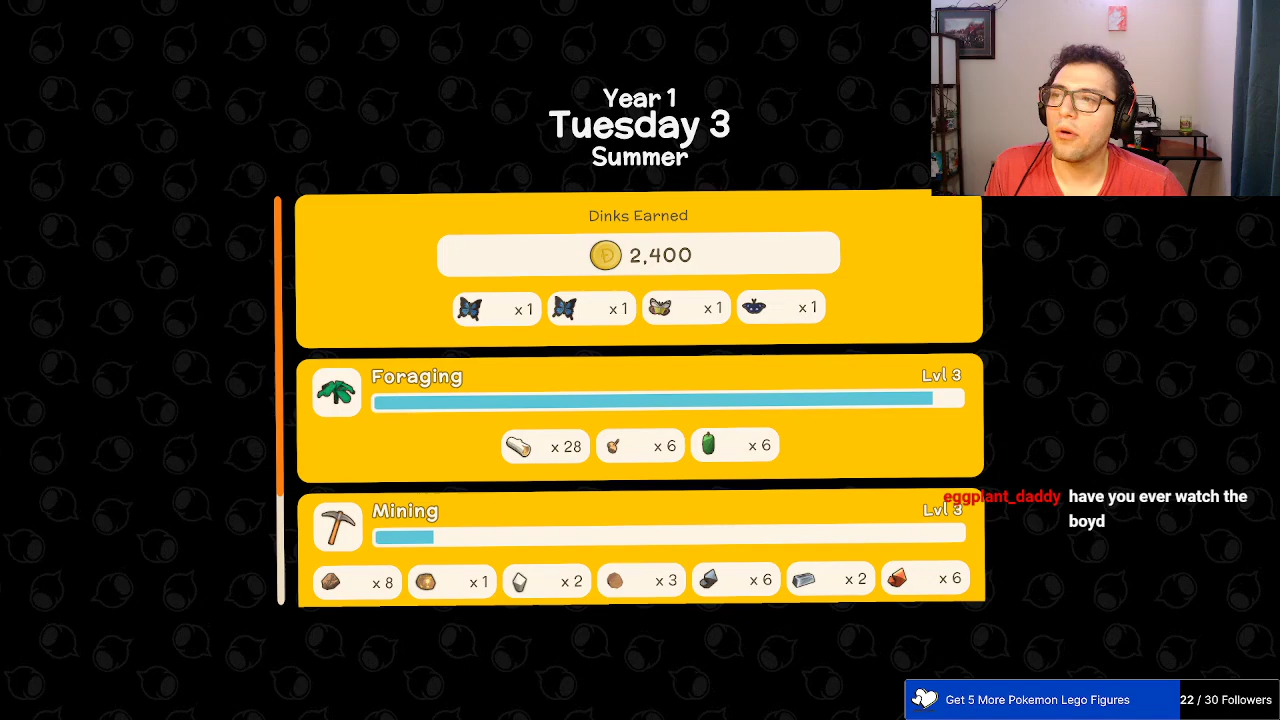 Year 1
Tuesday 3
Summer
Dinks Earned
2,400
x 1
x 1
x 1
x 1
Foraging
Lvl 3
x 28
x 6
x 6
Mining
Lvl 3
x 8
x 1
x 2
x 3
x 6
x 2
x 6
eggplant_daddy have you ever watch the
boyd
Get 5 More Pokemon Lego Figures
22 / 30 Followers